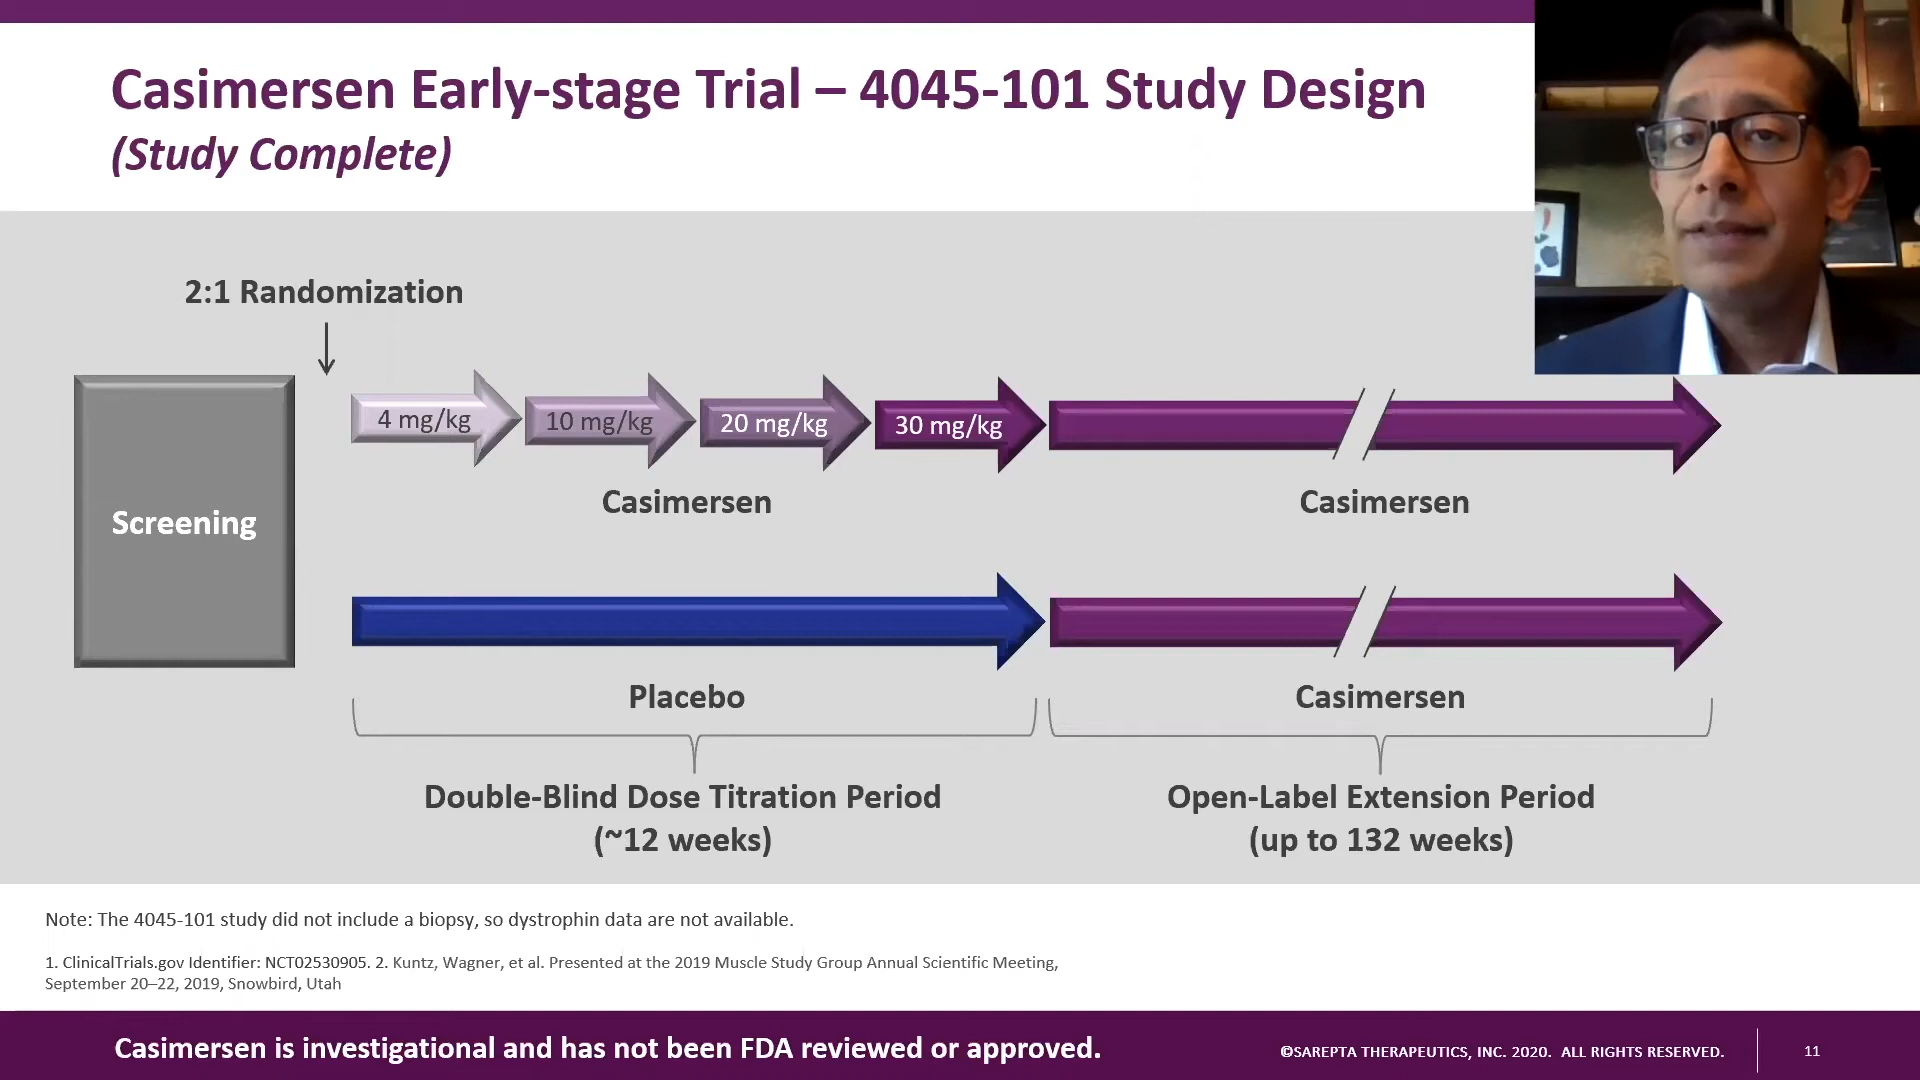 Casimersen Early-stage Trial – 4045-101 Study Design
(Study Complete)
2:1 Randomization
Screening
4 mg/kg
10 mg/kg
20 mg/kg
30 mg/kg
Casimersen
Casimersen
Placebo
Casimersen
Double-Blind Dose Titration Period
(~12 weeks)
Open-Label Extension Period
(up to 132 weeks)
Note: The 4045-101 study did not include a biopsy, so dystrophin data are not available.
1. ClinicalTrials.gov Identifier: NCT02530905. 2. Kuntz, Wagner, et al. Presented at the 2019 Muscle Study Group Annual Scientific Meeting,
September 20–22, 2019, Snowbird, Utah
Casimersen is investigational and has not been FDA reviewed or approved.
©SAREPTA THERAPEUTICS, INC. 2020. ALL RIGHTS RESERVED.
11